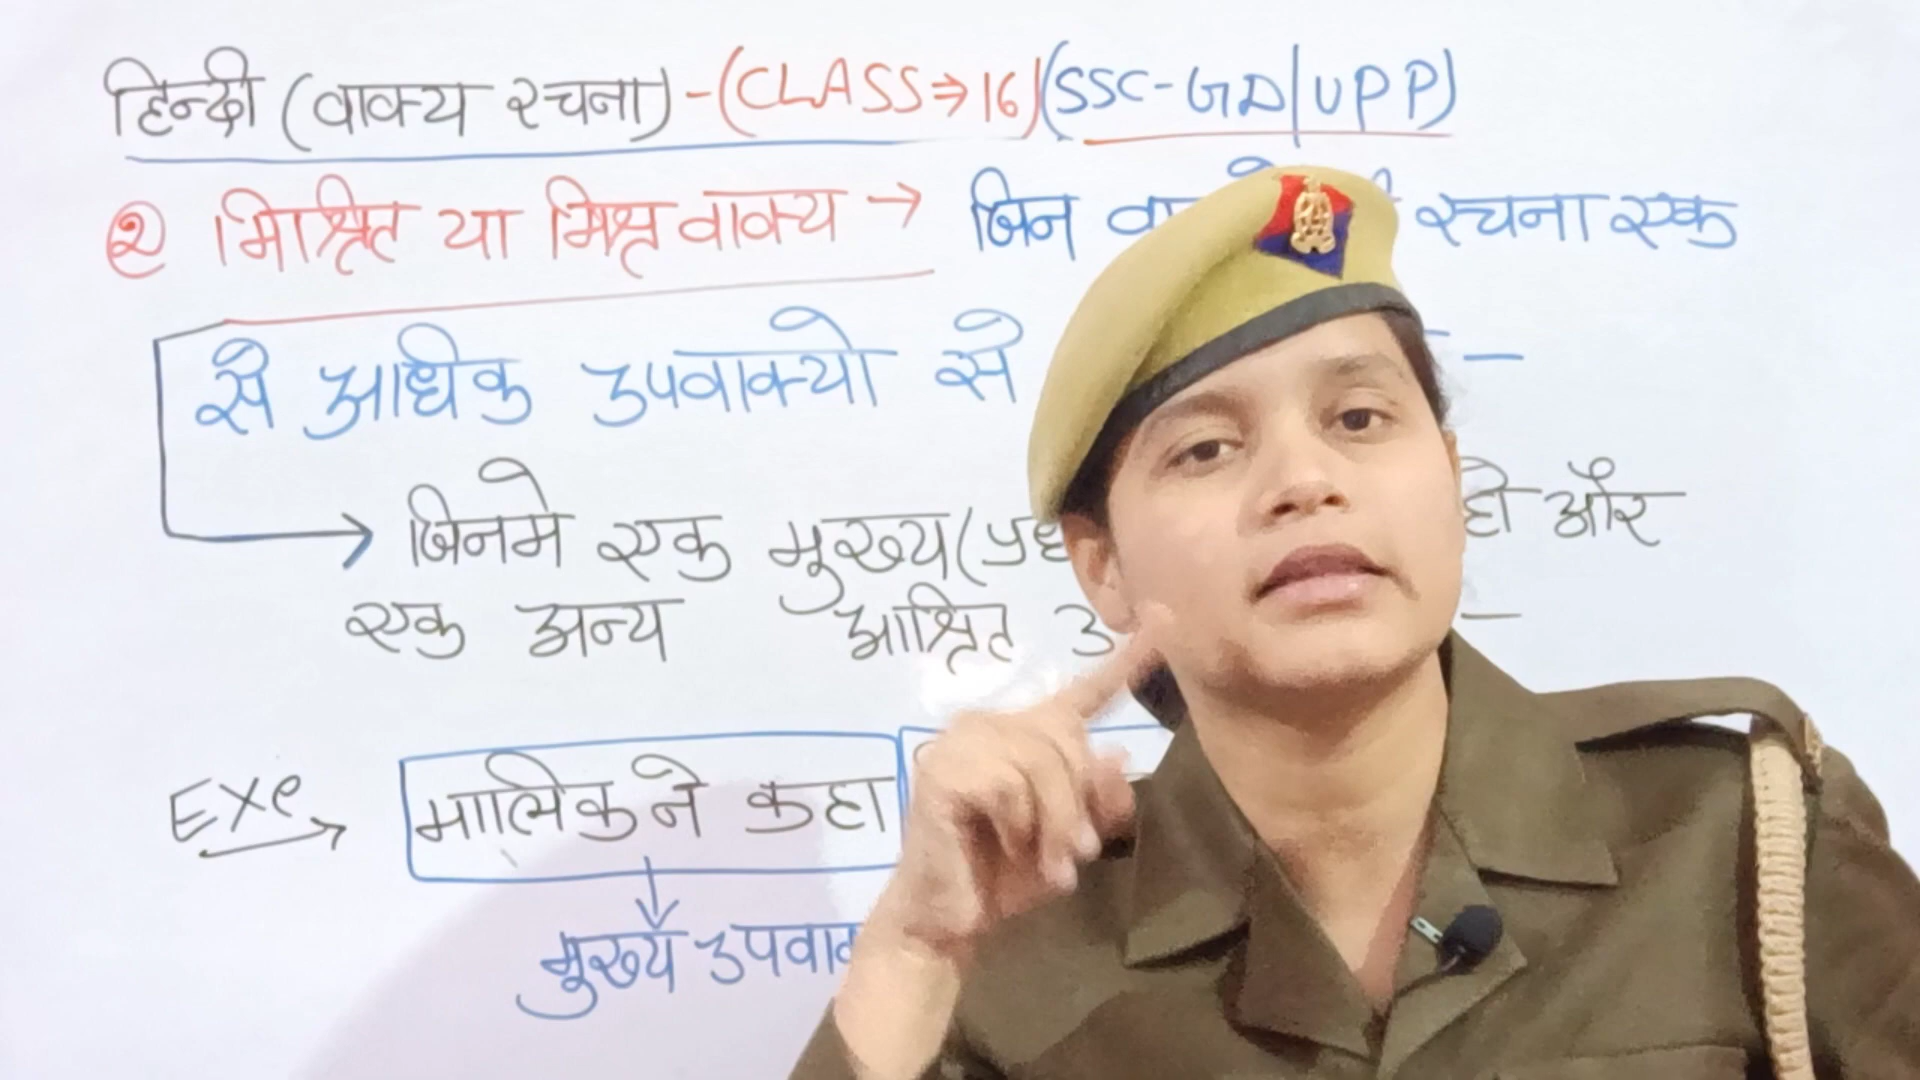 हिन्दी (वाक्य रचना) - (CLASS⇒16) (SSC-GD|UPP)
② मिश्रित या मिश्र वाक्य → जिन रचना एक
से अधिक उपवाक्यो से -
जिनमे एक मुख्य ( हो और
एक अन्य आश्रित -
EXe → मालिक ने कहा
मुख्य